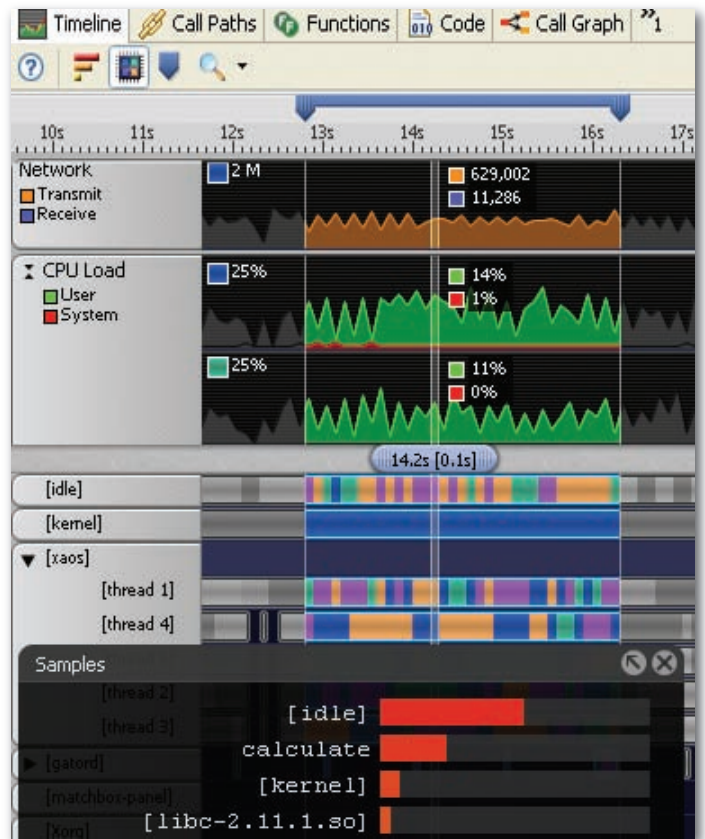 Timeline Call Paths Functions Code Call Graph »1
10s 11s 12s 13s 14s 15s 16s 17s
Network
Transmit
Receive
2 M
629,002
11,286
CPU Load
User
System
25%
14%
1%
25%
11%
0%
14.2s [0.1s]
[idle]
[kernel]
[xaos]
[thread 1]
[thread 4]
Samples
[thread 2]
[thread 3]
[gatord]
[matchbox-panel]
[Xorg]
[idle]
calculate
[kernel]
[libc-2.11.1.so]